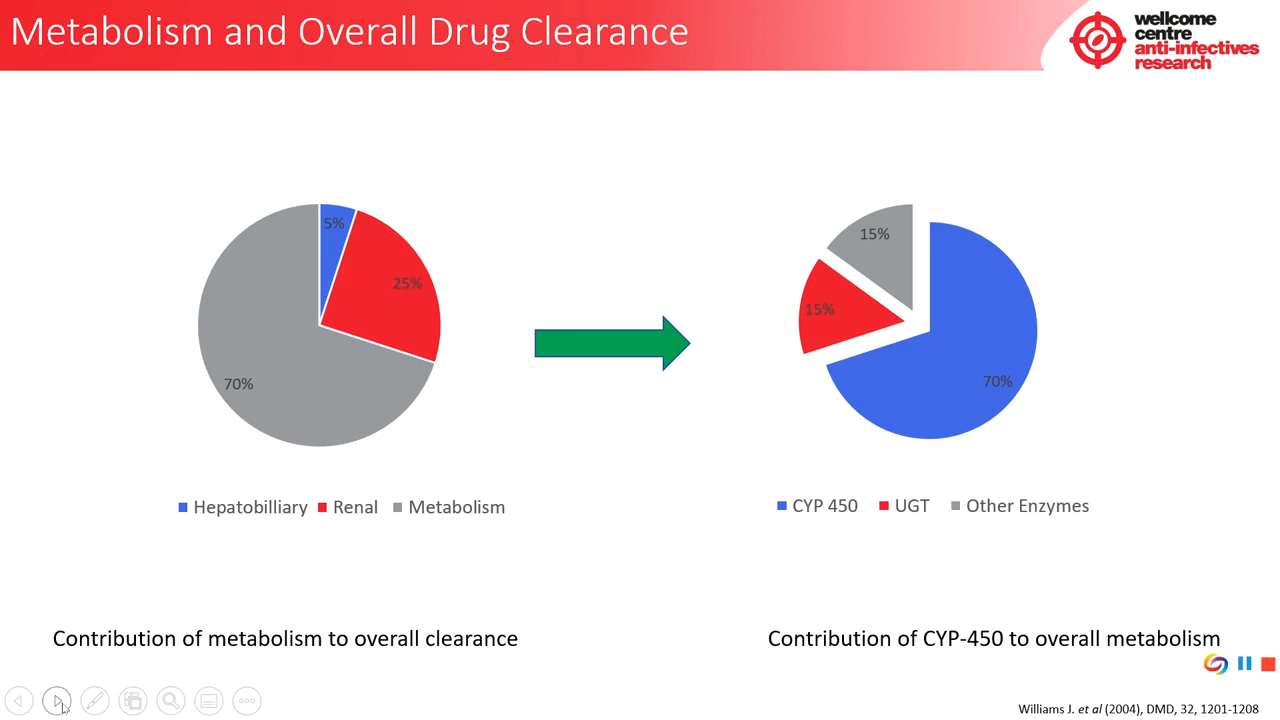 Metabolism and Overall Drug Clearance
wellcome
centre
anti-infectives
research
5%
25%
70%
Hepatobilliary Renal Metabolism
15%
15%
70%
CYP 450 UGT Other Enzymes
Contribution of metabolism to overall clearance
Contribution of CYP-450 to overall metabolism
Williams J. et al (2004), DMD, 32, 1201-1208